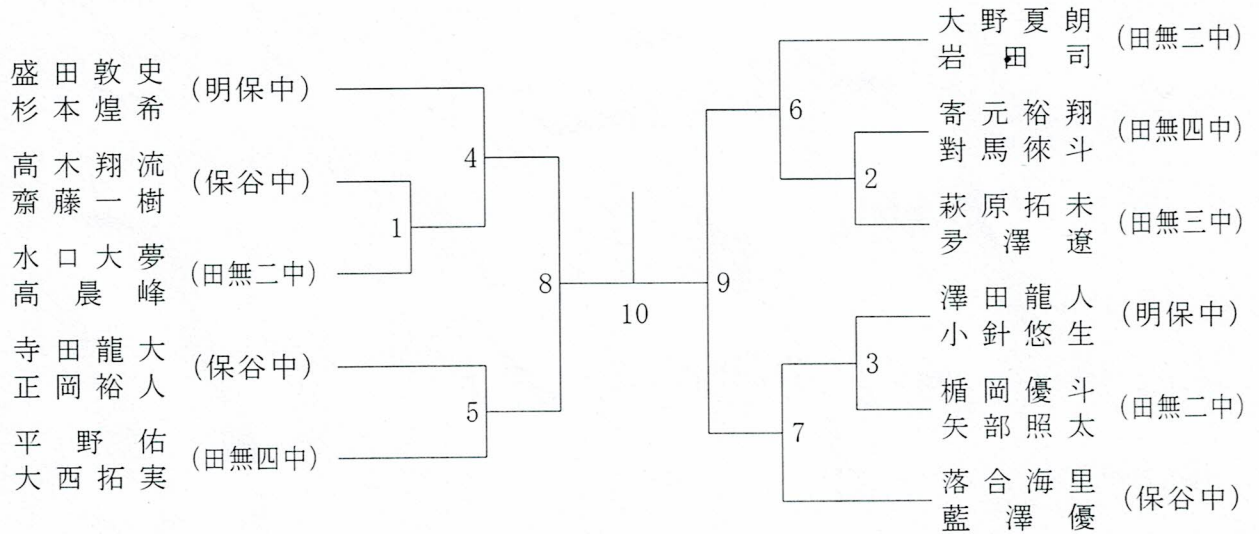 盛田敦史
杉本煌希
(明保中)
高木翔流
齋藤一樹
(保谷中)
水口大夢
高晨峰
(田無二中)
寺田龍大
正岡裕人
(保谷中)
平野佑
大西拓実
(田無四中)
1
4
5
8
10
9
6
2
3
7
大野夏朗
岩田司
(田無二中)
寄元裕翔
對馬徠斗
(田無四中)
萩原拓未
澤遼
(田無三中)
澤田龍人
小針悠生
(明保中)
楯岡優斗
矢部照太
(田無二中)
落合海里
藍澤優
(保谷中)